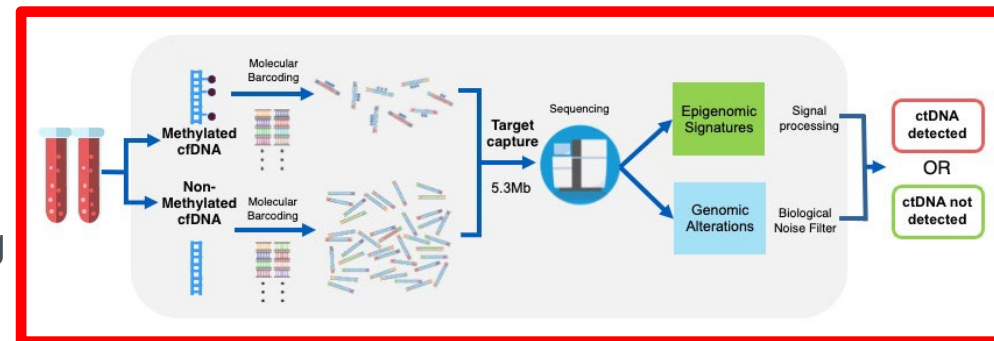 Molecular
Barcoding
Methylated
cfDNA
Non-
Methylated
cfDNA
Molecular
Barcoding
Target
capture
5.3Mb
Sequencing
Epigenomic
Signatures
Signal
processing
Genomic
Alterations
Biological
Noise Filter
ctDNA
detected
OR
ctDNA not
detected
g